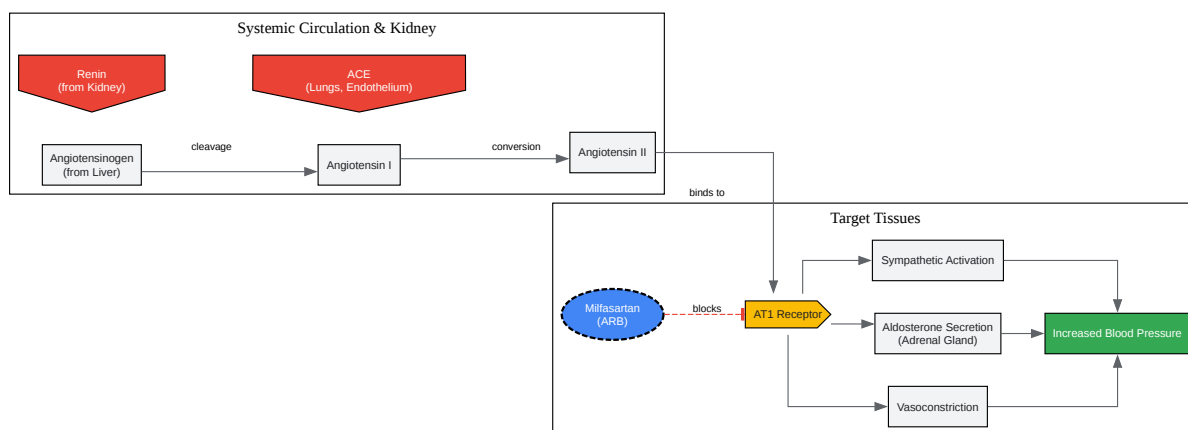 Systemic Circulation & Kidney
Renin
(from Kidney)
ACE
(Lungs, Endothelium)
Angiotensinogen
(from Liver)
cleavage
Angiotensin I
conversion
Angiotensin II
binds to
Target Tissues
Sympathetic Activation
Milfasartan
(ARB)
blocks
AT1 Receptor
Aldosterone Secretion
(Adrenal Gland)
Increased Blood Pressure
Vasoconstriction